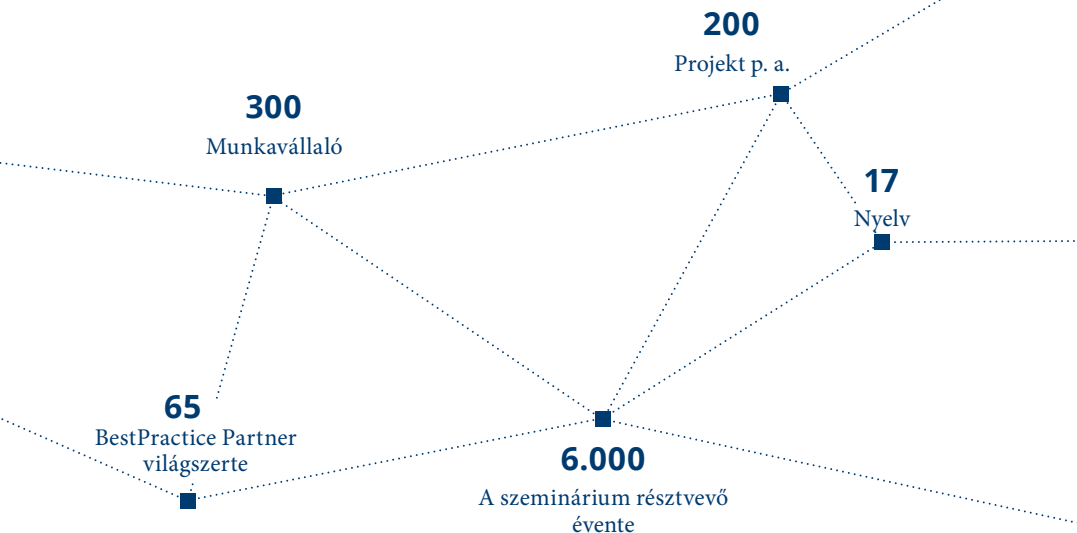 200
Projekt p. a.
300
Munkavállaló
17
Nyelv
65
BestPractice Partner
világszerte
6.000
A szeminárium résztvevő
évente